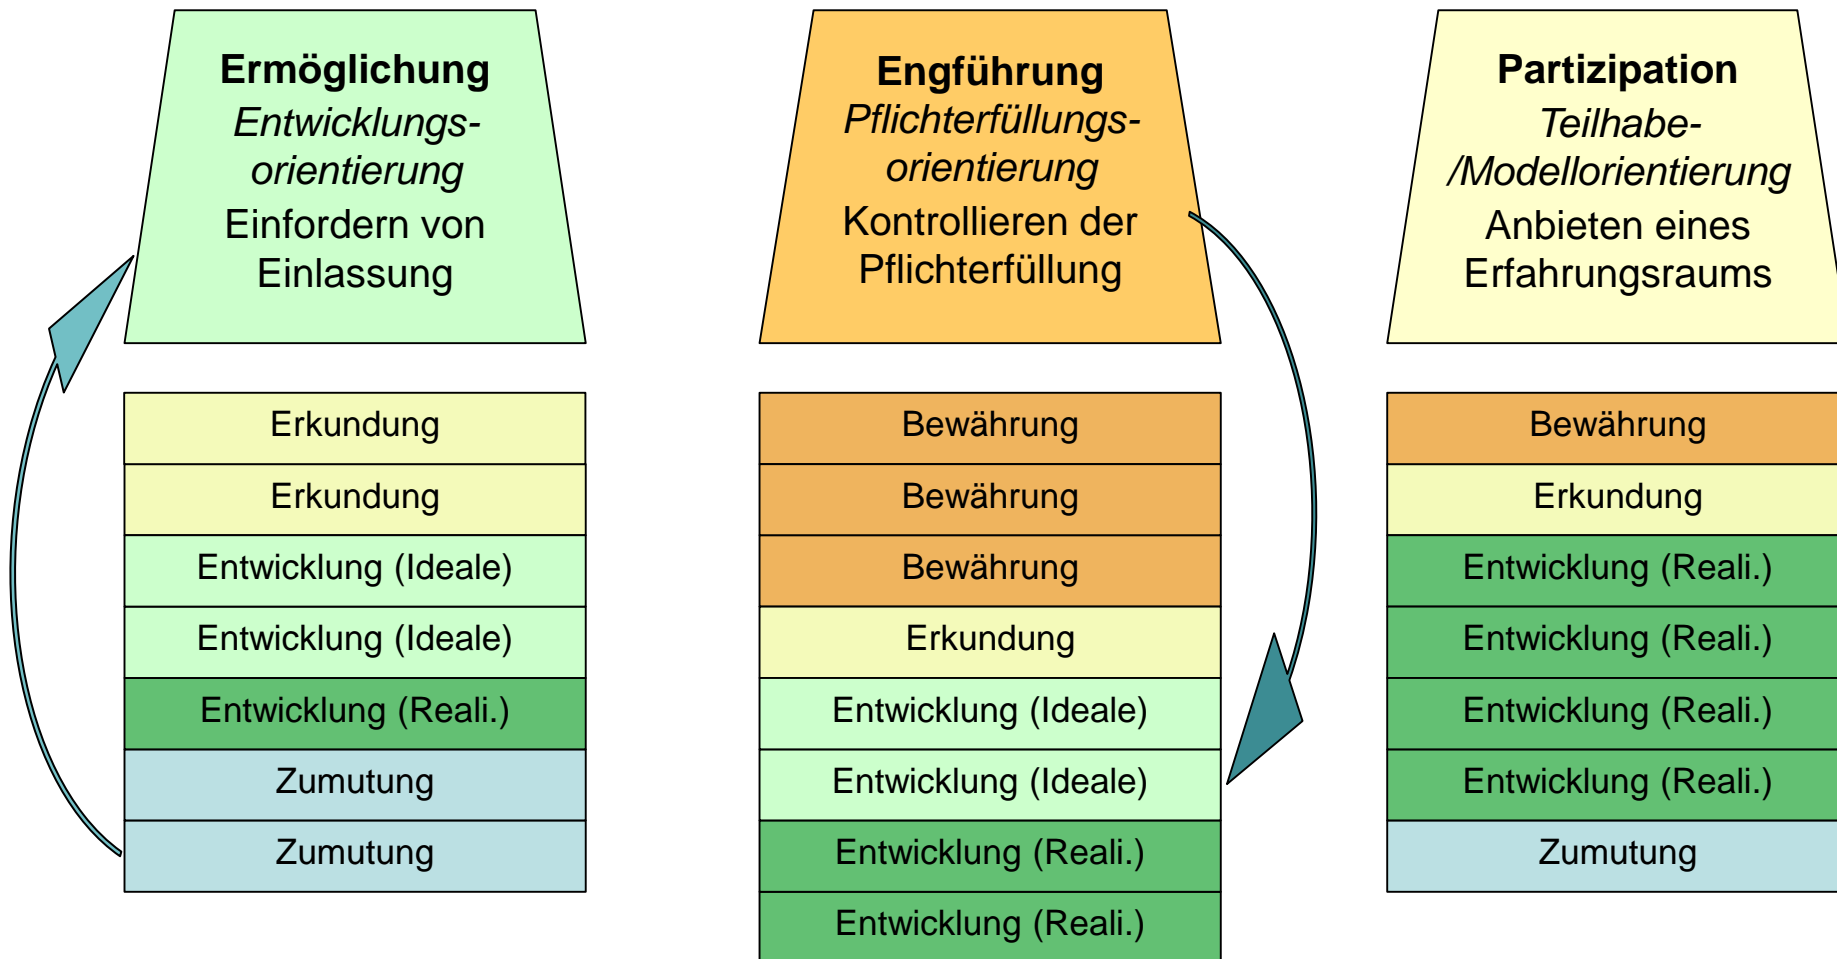 Ermöglichung
Entwicklungs-
orientierung
Einfordern von
Einlassung
Erkundung
Erkundung
Entwicklung (Ideale)
Entwicklung (Ideale)
Entwicklung (Reali.)
Zumutung
Zumutung
Engführung
Pflichterfüllungs-
orientierung
Kontrollieren der
Pflichterfüllung
Bewährung
Bewährung
Bewährung
Erkundung
Entwicklung (Ideale)
Entwicklung (Ideale)
Entwicklung (Reali.)
Entwicklung (Reali.)
Partizipation
Teilhabe-
/Modellorientierung
Anbieten eines
Erfahrungsraums
Bewährung
Erkundung
Entwicklung (Reali.)
Entwicklung (Reali.)
Entwicklung (Reali.)
Entwicklung (Reali.)
Zumutung